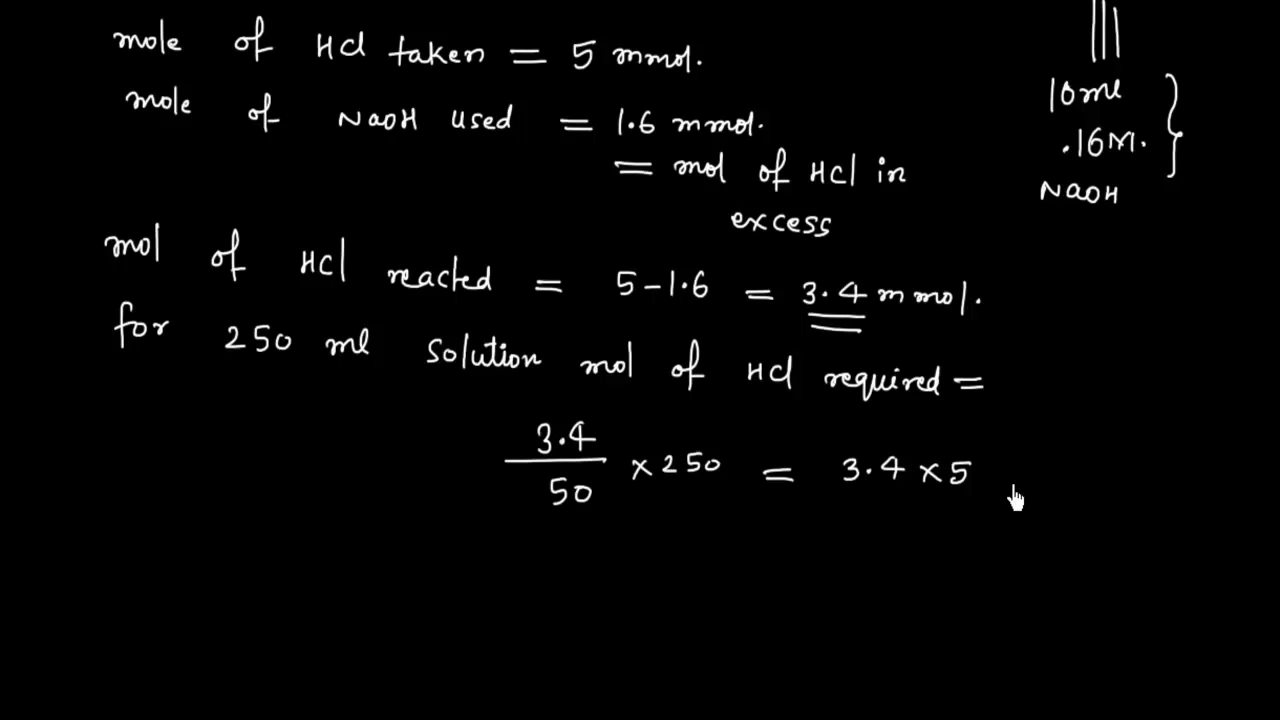 mole of HCl taken = 5 mmol.
10ml
mole of NaOH used = 1.6 mmol.
.16M.
= mol of HCl in
NaOH
excess
mol of HCl reacted = 5-1.6 = 3.4 mmol.
for 250 ml solution mol of HCl required =
3.4
50
x 250 = 3.4 x 5